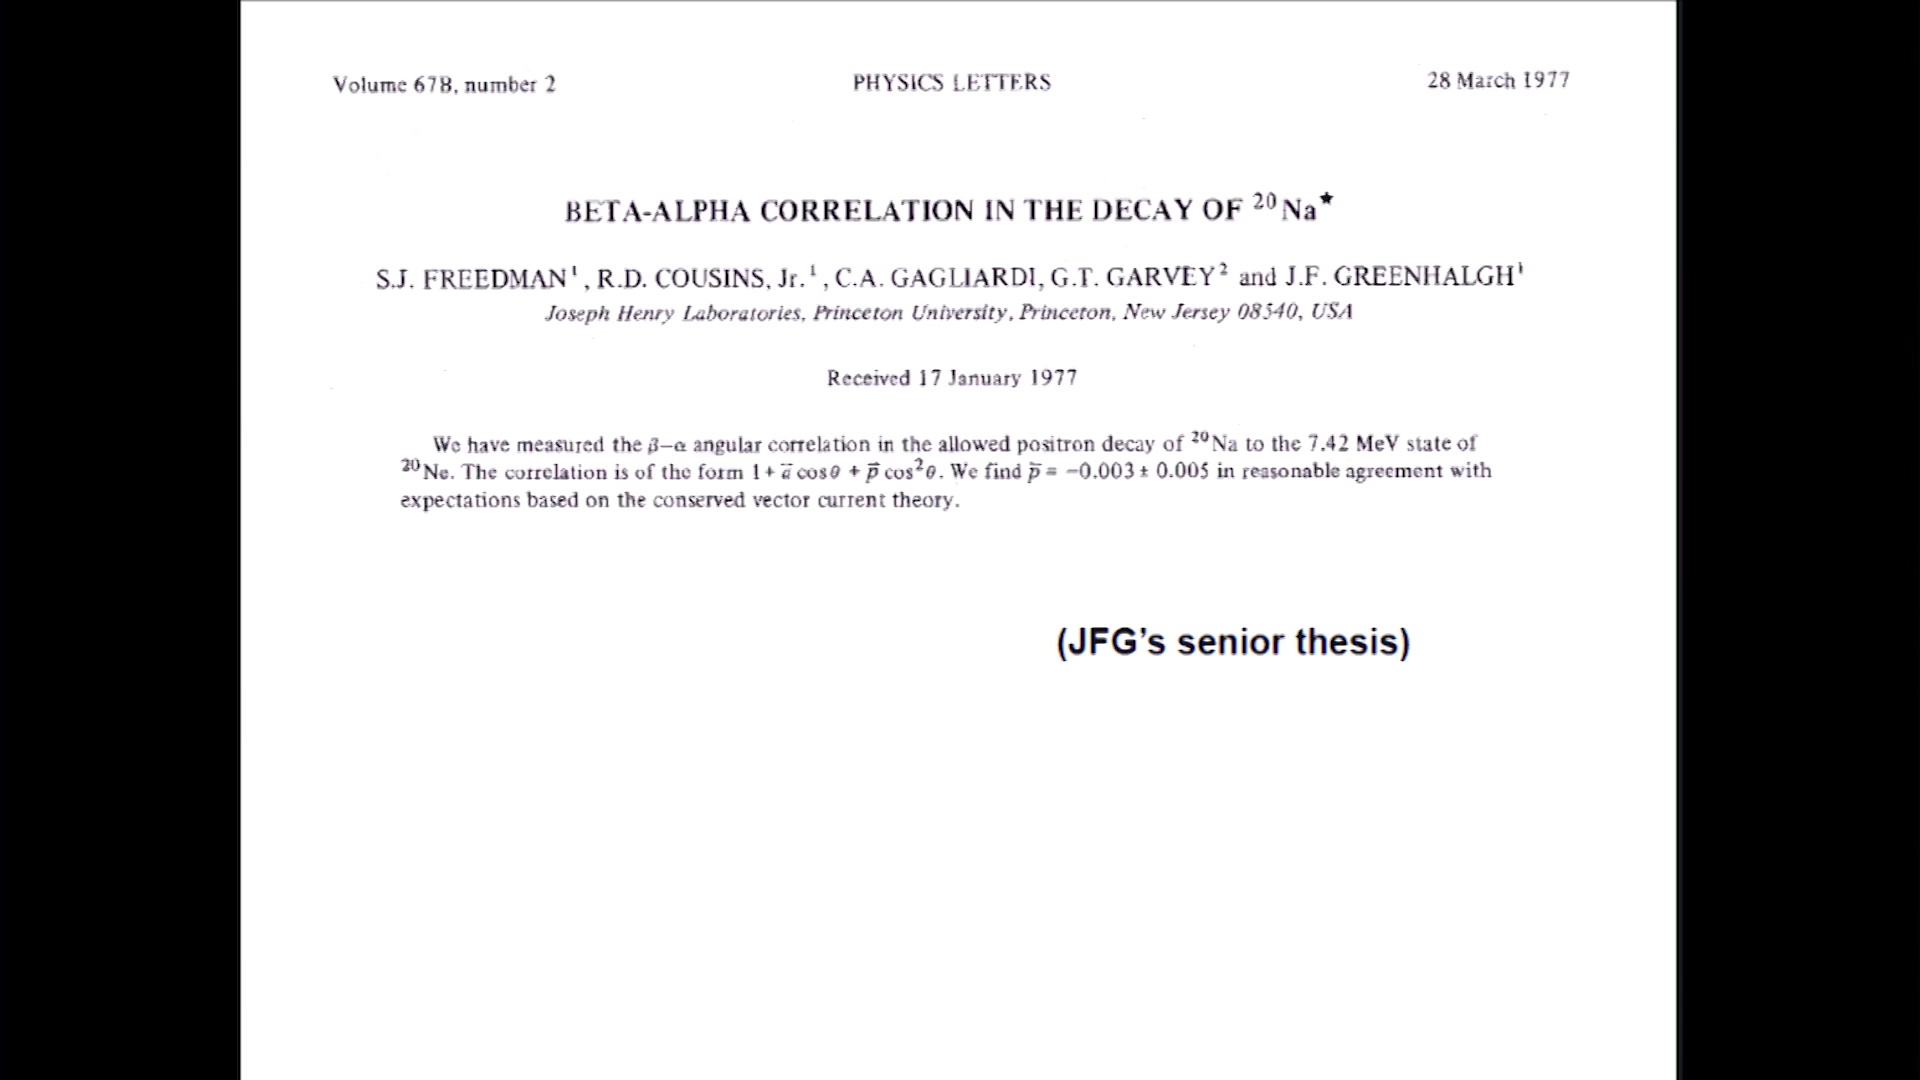 Volume 67B, number 2
PHYSICS LETTERS
28 March 1977
BETA-ALPHA CORRELATION IN THE DECAY OF ²⁰Na★
S.J. FREEDMAN¹, R.D. COUSINS, Jr.¹, C.A. GAGLIARDI, G.T. GARVEY² and J.F. GREENHALGH¹
Joseph Henry Laboratories, Princeton University, Princeton, New Jersey 08540, USA
Received 17 January 1977
We have measured the β–α angular correlation in the allowed positron decay of ²⁰Na to the 7.42 MeV state of
²⁰Ne. The correlation is of the form 1 + a̅ cosθ + p̅ cos²θ. We find p̅ = −0.003 ± 0.005 in reasonable agreement with
expectations based on the conserved vector current theory.
(JFG's senior thesis)